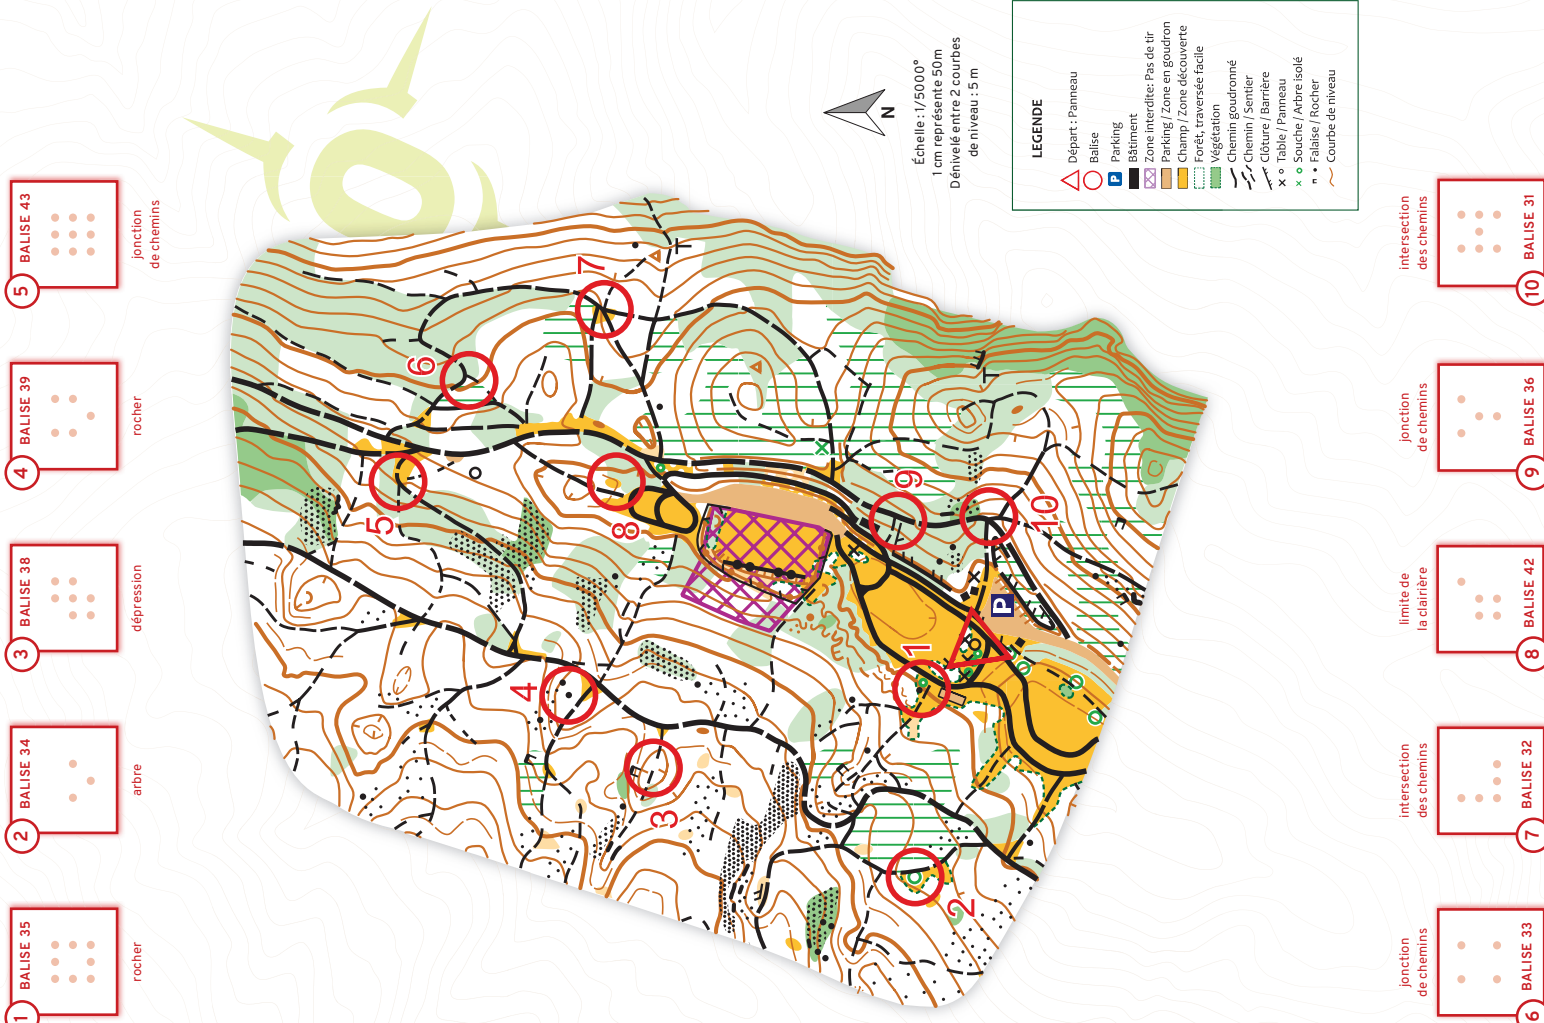 5
BALISE 43
jonction
de chemins
4
BALISE 39
rocher
3
BALISE 38
dépression
2
BALISE 34
arbre
1
BALISE 35
rocher
N
Échelle : 1/5000°
1 cm représente 50m
Dénivelé entre 2 courbes
de niveau : 5 m
LEGENDE
Départ : Panneau
Balise
P
Parking
Bâtiment
Zone interdite: Pas de tir
Parking / Zone en goudron
Champ / Zone découverte
Forêt, traversée facile
Végétation
Chemin goudronné
Chemin / Sentier
Clôture / Barrière
Table / Panneau
Souche / Arbre isolé
Falaise / Rocher
Courbe de niveau
7
6
5
8
9
10
4
1
P
3
2
intersection
des chemins
BALISE 31
10
jonction
de chemins
BALISE 36
9
limite de
la clairière
BALISE 42
8
intersection
des chemins
BALISE 32
7
jonction
de chemins
BALISE 33
6